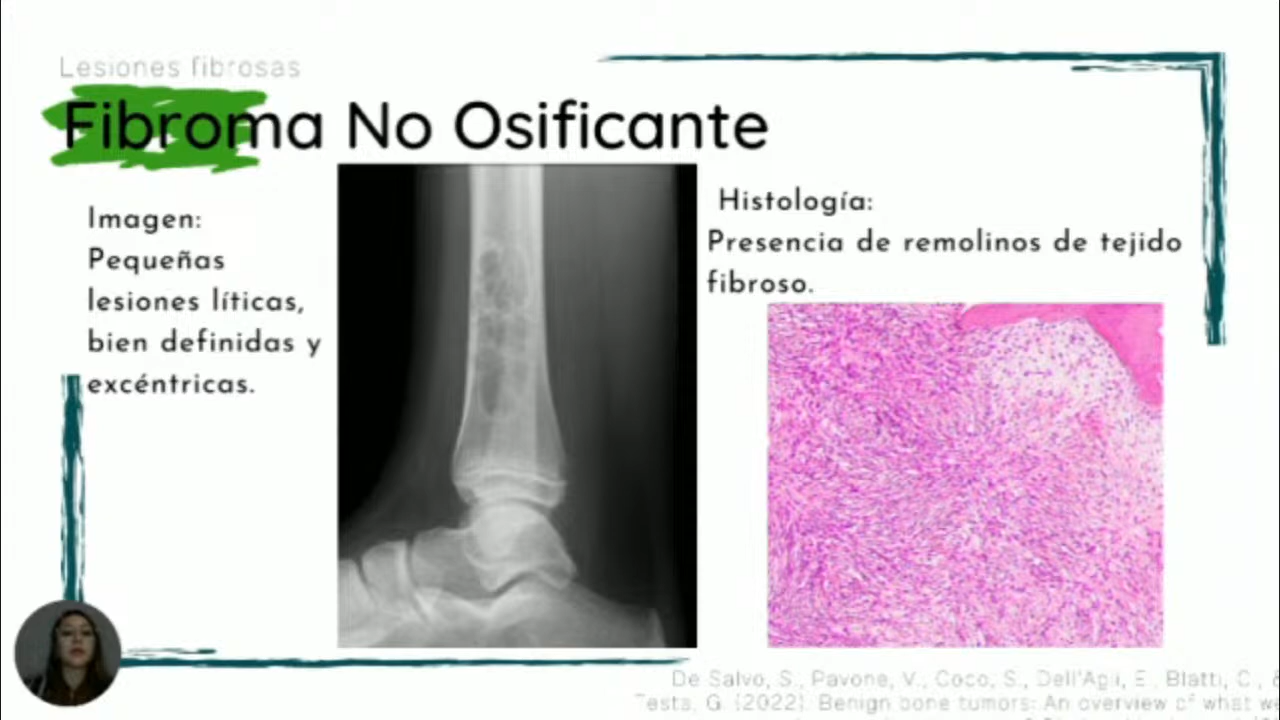 Lesiones fibrosas
Fibroma No Osificante
Imagen:
Pequeñas
lesiones líticas,
bien definidas y
excéntricas.
Histología:
Presencia de remolinos de tejido
fibroso.
De Salvo, S., Pavone, V., Coco, S., Dell'Agli, E., Blatti, C., &
Testa, G. (2022). Benign bone tumors: An overview of what w